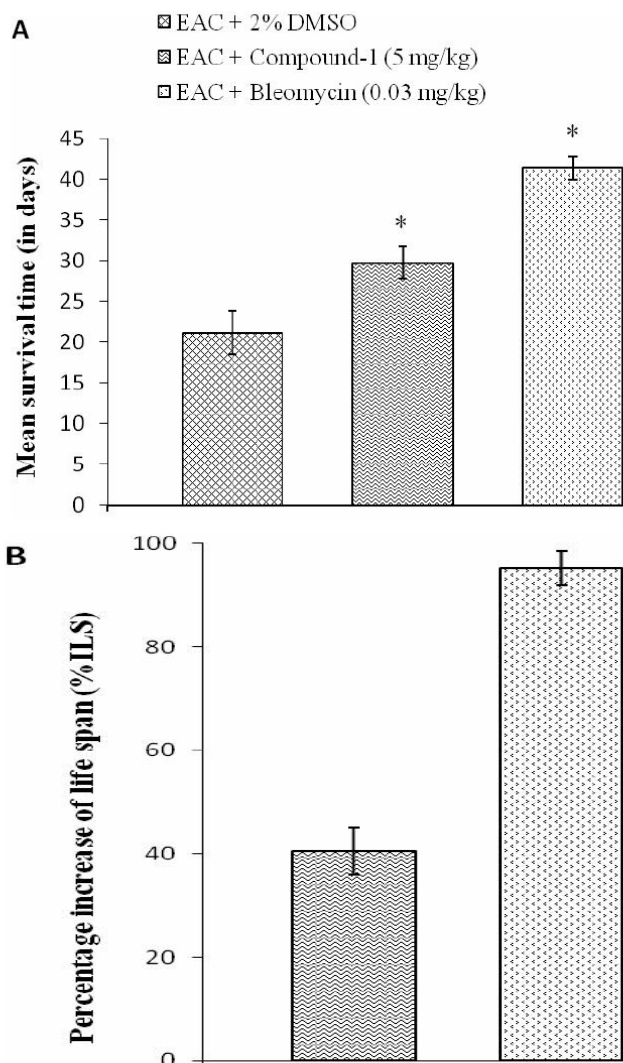 A
EAC + 2% DMSO
EAC + Compound-1 (5 mg/kg)
EAC + Bleomycin (0.03 mg/kg)
Mean survival time (in days)
45
40
35
30
25
20
15
10
5
0
*
*
B
Percentage increase of life span (%ILS)
100
80
60
40
20
0